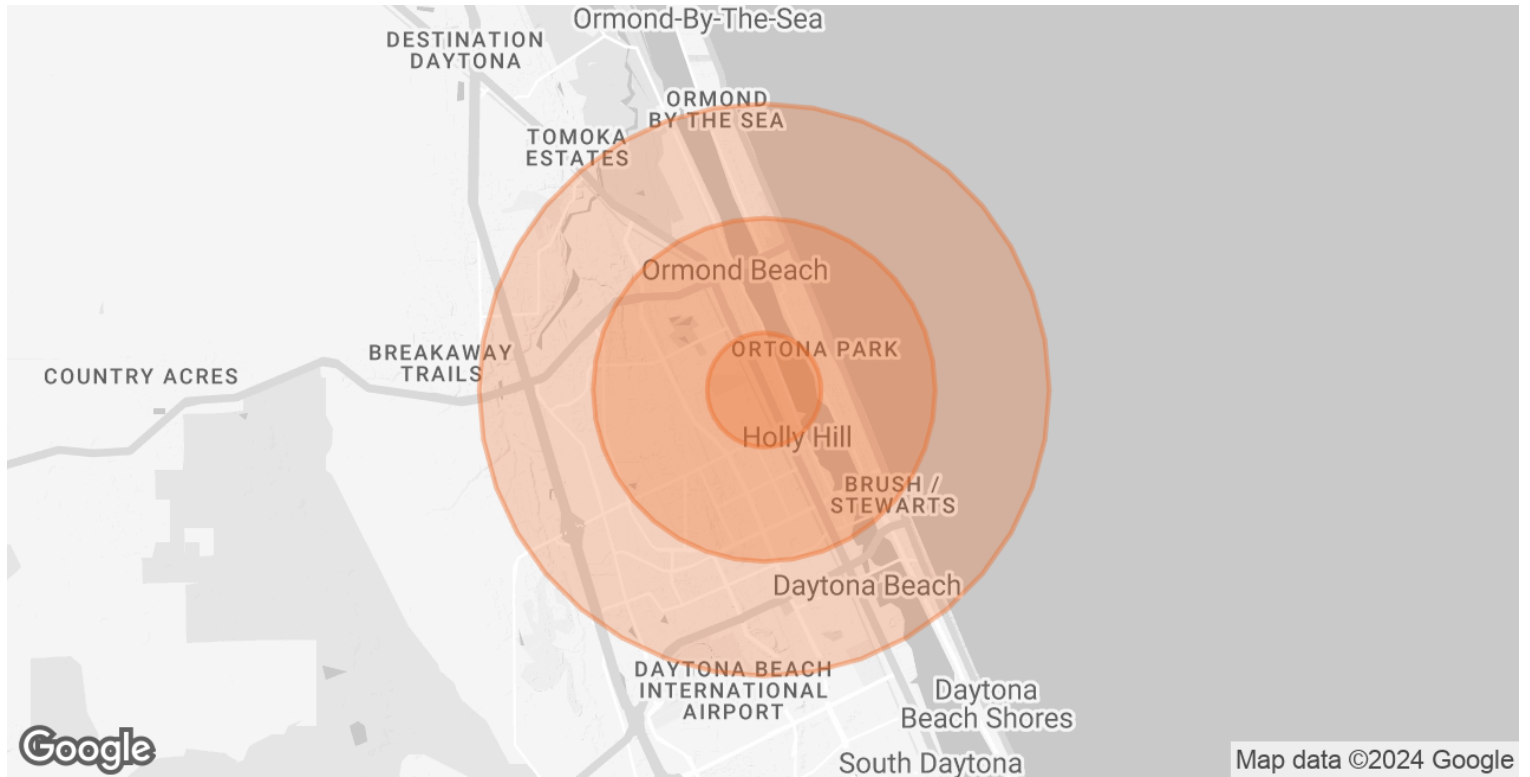 Ormond-By-The-Sea
DESTINATION
DAYTONA
ORMOND
BY THE SEA
TOMOKA
ESTATES
Ormond Beach
ORTONA PARK
BREAKAWAY
TRAILS
COUNTRY ACRES
Holly Hill
BRUSH /
STEWARTS
Daytona Beach
DAYTONA BEACH
INTERNATIONAL
AIRPORT
Daytona
Beach Shores
South Daytona
Google
Map data ©2024 Google